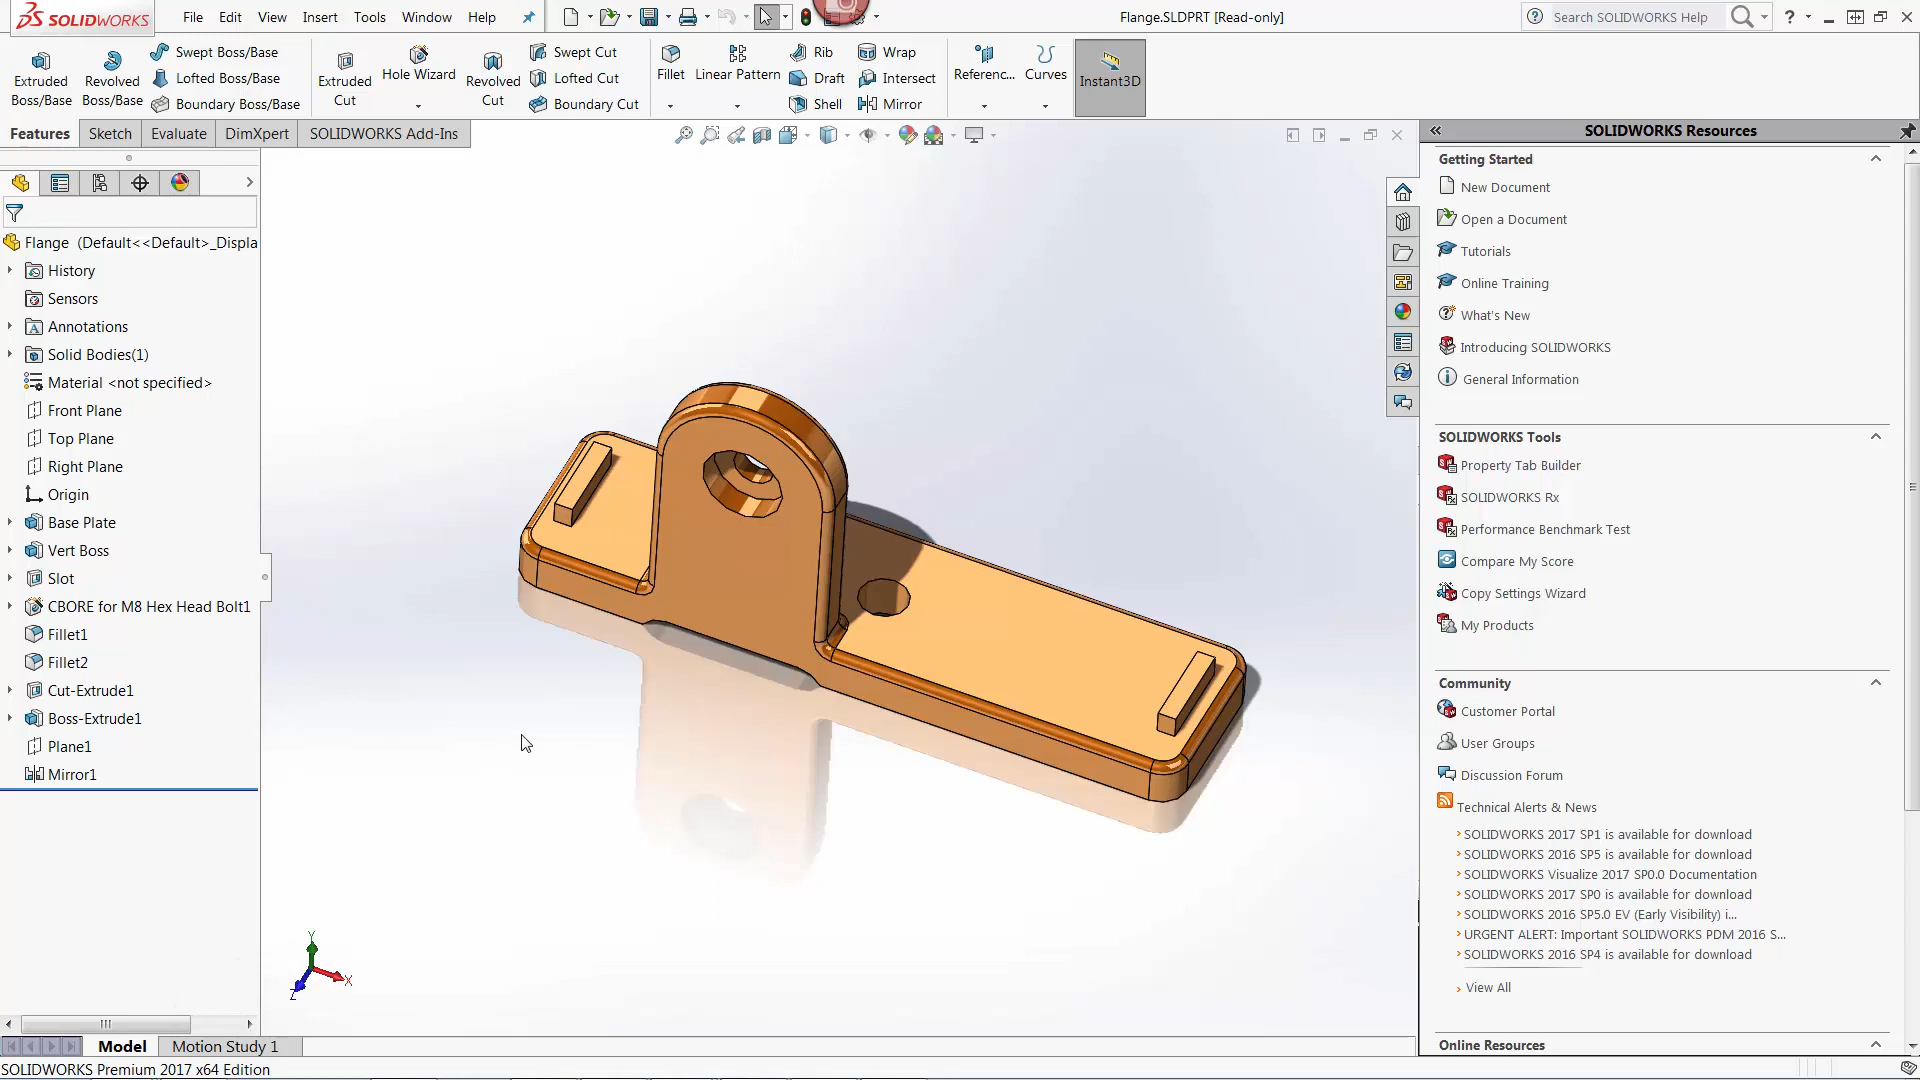 SOLIDWORKS File Edit View Insert Tools Window Help Flange.SLDPRT [Read-only] Search SOLIDWORKS Help
Extruded Boss/Base
Revolved Boss/Base
Swept Boss/Base
Lofted Boss/Base
Boundary Boss/Base
Extruded Cut
Hole Wizard
Revolved Cut
Swept Cut
Lofted Cut
Boundary Cut
Fillet
Linear Pattern
Rib
Draft
Shell
Wrap
Intersect
Mirror
Referenc...
Curves
Instant3D
Features Sketch Evaluate DimXpert SOLIDWORKS Add-Ins
Flange (Default<<Default>_Displa
History
Sensors
Annotations
Solid Bodies(1)
Material <not specified>
Front Plane
Top Plane
Right Plane
Origin
Base Plate
Vert Boss
Slot
CBORE for M8 Hex Head Bolt1
Fillet1
Fillet2
Cut-Extrude1
Boss-Extrude1
Plane1
Mirror1
Y
X
Z
Model Motion Study 1
SOLIDWORKS Premium 2017 x64 Edition
SOLIDWORKS Resources
Getting Started
New Document
Open a Document
Tutorials
Online Training
What's New
Introducing SOLIDWORKS
General Information
SOLIDWORKS Tools
Property Tab Builder
SOLIDWORKS Rx
Performance Benchmark Test
Compare My Score
Copy Settings Wizard
My Products
Community
Customer Portal
User Groups
Discussion Forum
Technical Alerts & News
SOLIDWORKS 2017 SP1 is available for download
SOLIDWORKS 2016 SP5 is available for download
SOLIDWORKS Visualize 2017 SP0.0 Documentation
SOLIDWORKS 2017 SP0 is available for download
SOLIDWORKS 2016 SP5.0 EV (Early Visibility) i...
URGENT ALERT: Important SOLIDWORKS PDM 2016 S...
SOLIDWORKS 2016 SP4 is available for download
View All
Online Resources